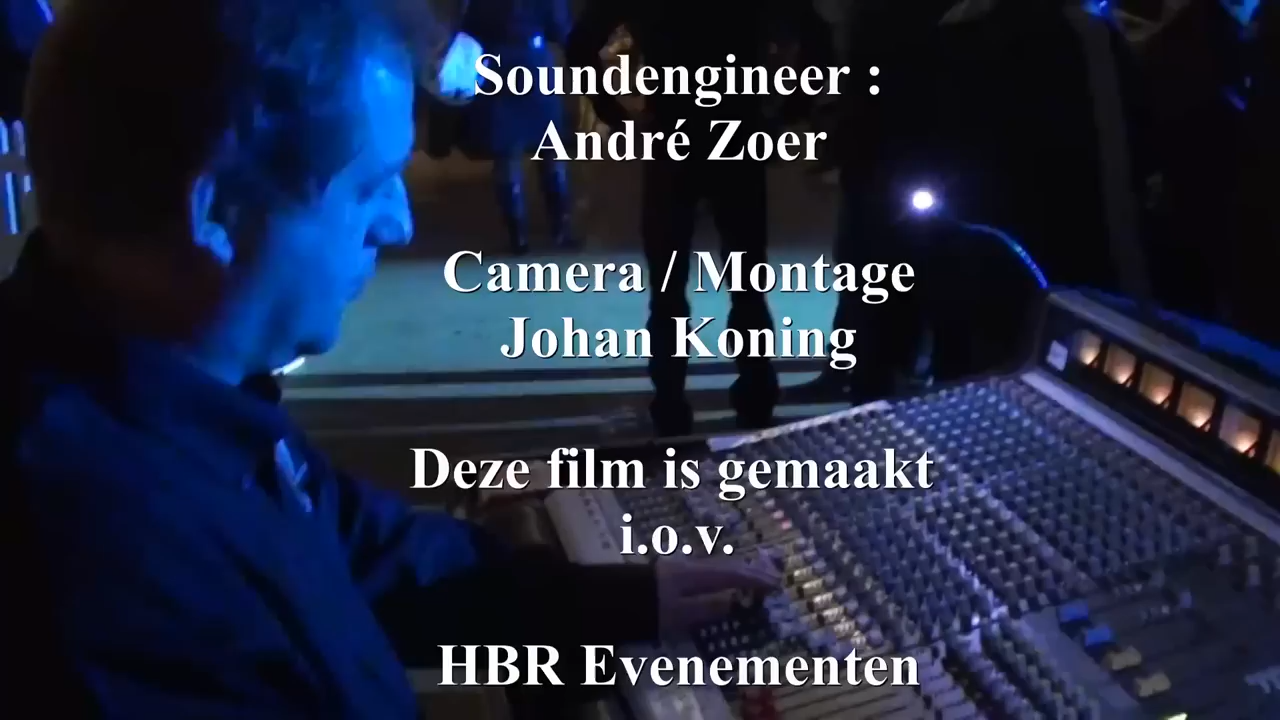 Soundengineer :
André Zoer
Camera / Montage
Johan Koning
Deze film is gemaakt
i.o.v.
HBR Evenementen